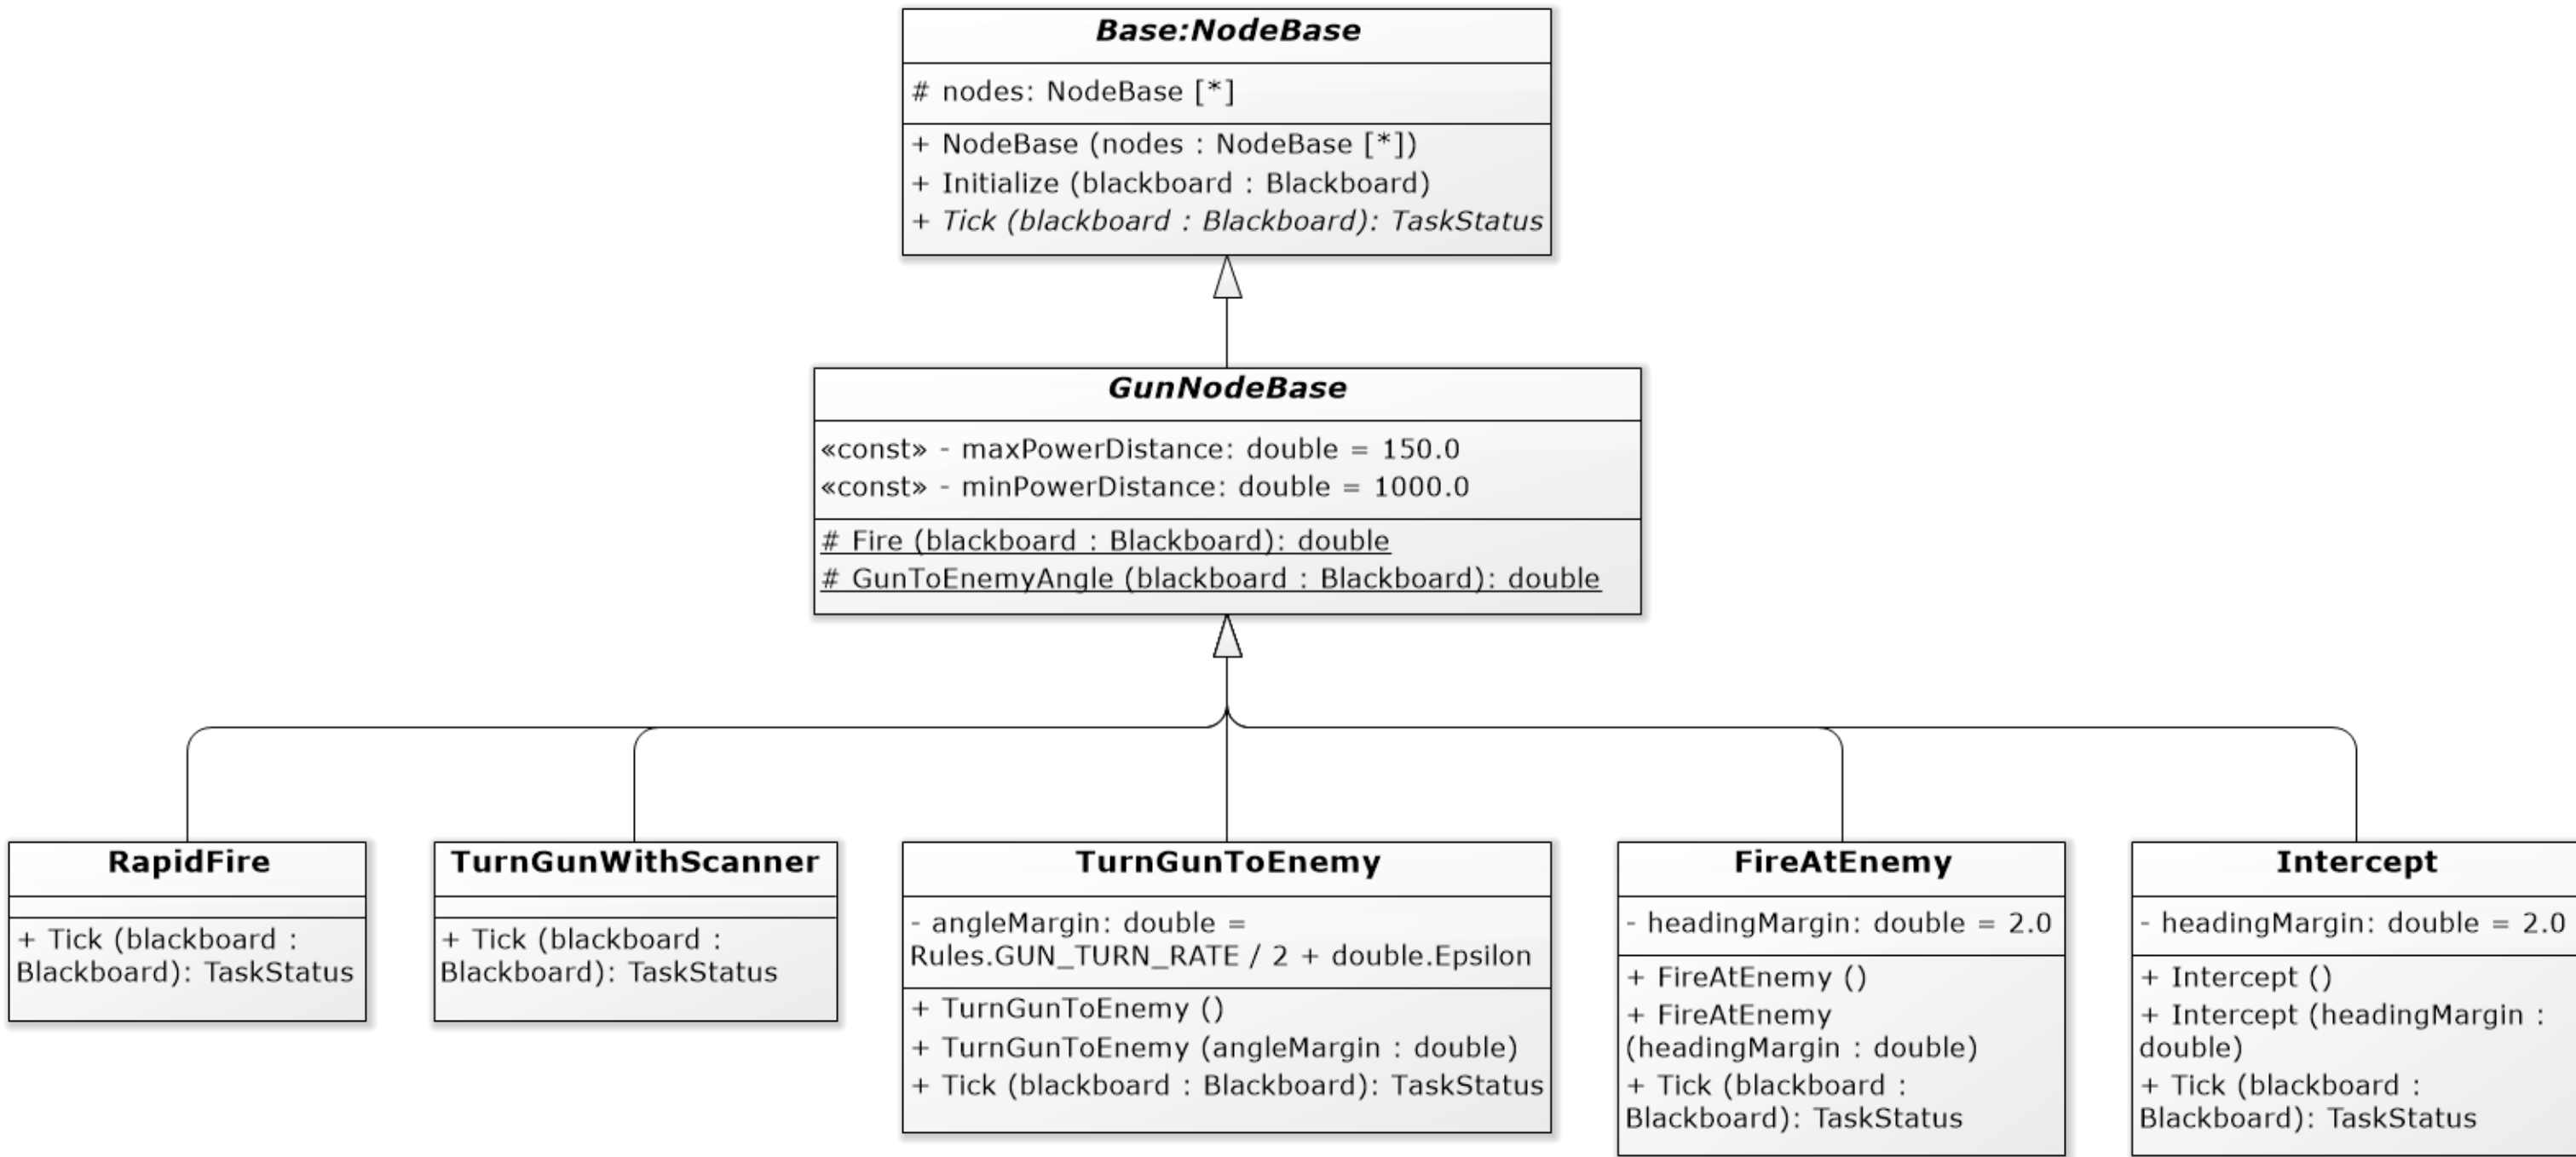 Base:NodeBase
# nodes: NodeBase [*]
+ NodeBase (nodes : NodeBase [*])
+ Initialize (blackboard : Blackboard)
+ Tick (blackboard : Blackboard): TaskStatus
GunNodeBase
«const» - maxPowerDistance: double = 150.0
«const» - minPowerDistance: double = 1000.0
# Fire (blackboard : Blackboard): double
# GunToEnemyAngle (blackboard : Blackboard): double
RapidFire
+ Tick (blackboard :
Blackboard): TaskStatus
TurnGunWithScanner
+ Tick (blackboard :
Blackboard): TaskStatus
TurnGunToEnemy
- angleMargin: double =
Rules.GUN_TURN_RATE / 2 + double.Epsilon
+ TurnGunToEnemy ()
+ TurnGunToEnemy (angleMargin : double)
+ Tick (blackboard : Blackboard): TaskStatus
FireAtEnemy
- headingMargin: double = 2.0
+ FireAtEnemy ()
+ FireAtEnemy
(headingMargin : double)
+ Tick (blackboard :
Blackboard): TaskStatus
Intercept
- headingMargin: double = 2.0
+ Intercept ()
+ Intercept (headingMargin :
double)
+ Tick (blackboard :
Blackboard): TaskStatus